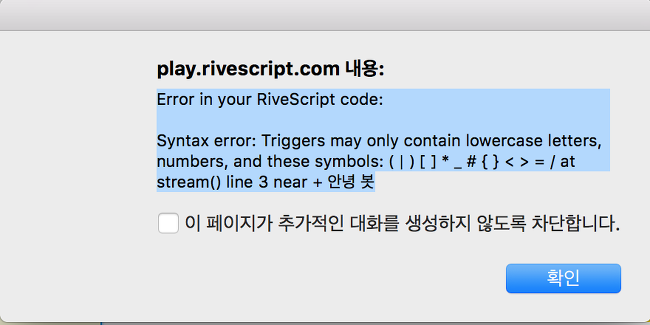 play.rivescript.com 내용:
Error in your RiveScript code:
Syntax error: Triggers may only contain lowercase letters,
numbers, and these symbols: ( | ) [ ] * _ # { } < > = / at
stream() line 3 near + 안녕 봇
이 페이지가 추가적인 대화를 생성하지 않도록 차단합니다.
확인